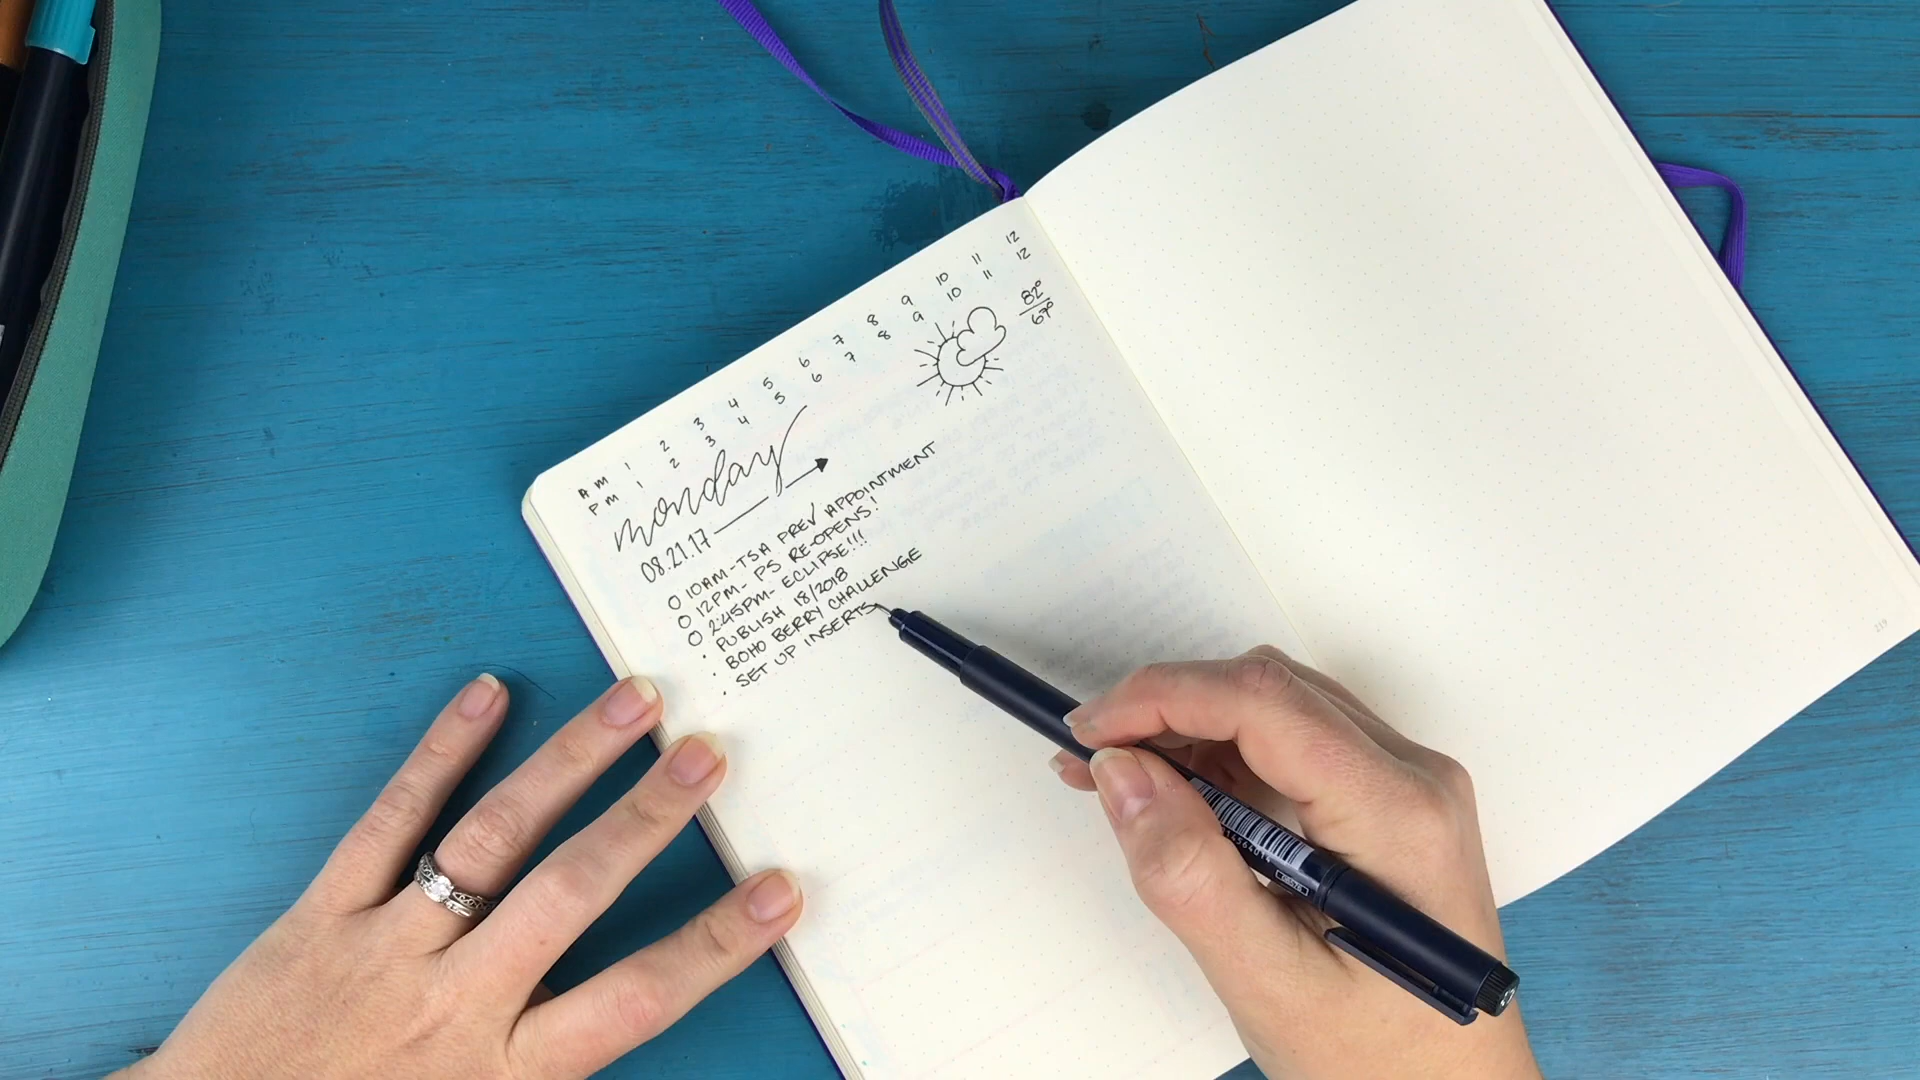 AM 1 2 3 4 5 6 7 8 9 10 11 12
PM 1 2 3 4 5 6 7 8 9 10 11 12
monday
82°
67°
08.21.17
10AM-TSA PREV APPOINTMENT
12PM- PS RE-OPENS!
2:45PM- ECLIPSE!!!
· PUBLISH 18/2018
· BOHO BERRY CHALLENGE
· SET UP INSERTS
219